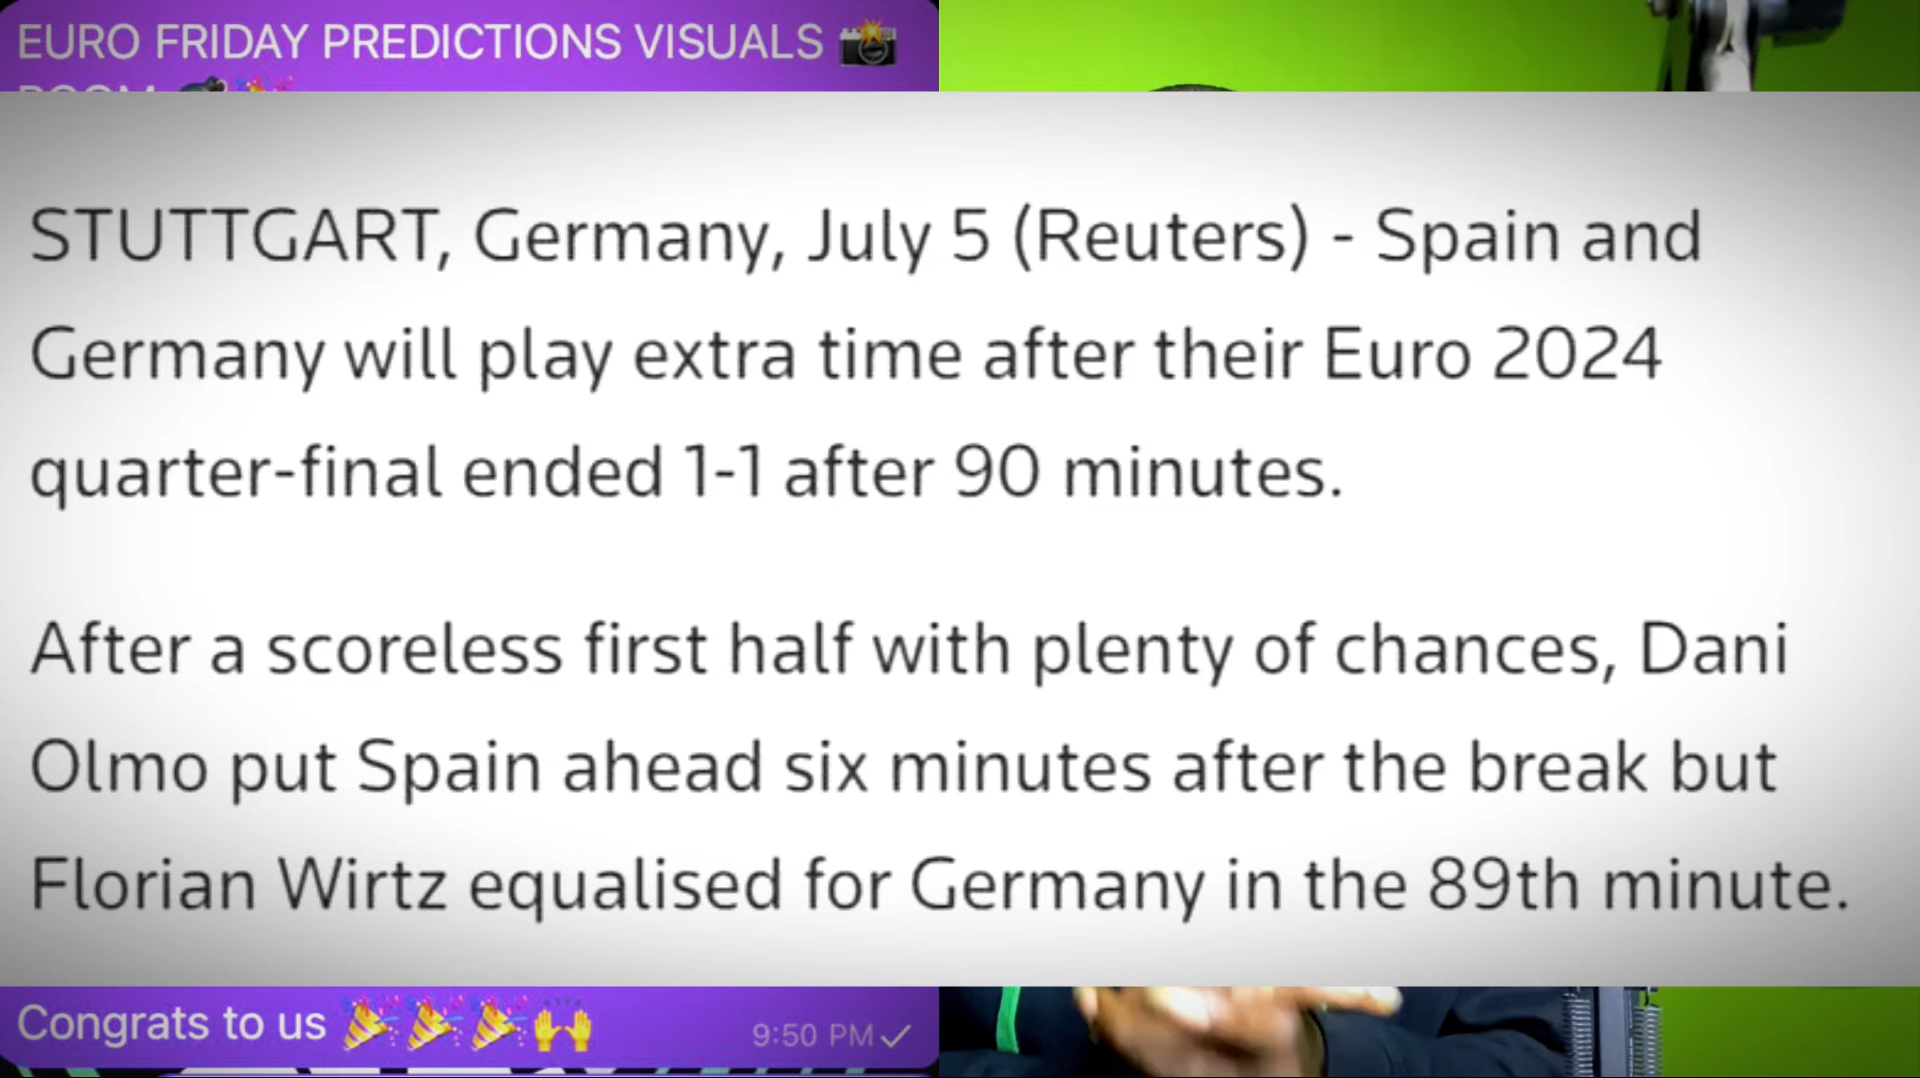 EURO FRIDAY PREDICTIONS VISUALS 📸
STUTTGART, Germany, July 5 (Reuters) - Spain and
Germany will play extra time after their Euro 2024
quarter-final ended 1-1 after 90 minutes.
After a scoreless first half with plenty of chances, Dani
Olmo put Spain ahead six minutes after the break but
Florian Wirtz equalised for Germany in the 89th minute.
Congrats to us 🎉🎉🎉🙌
9:50 PM